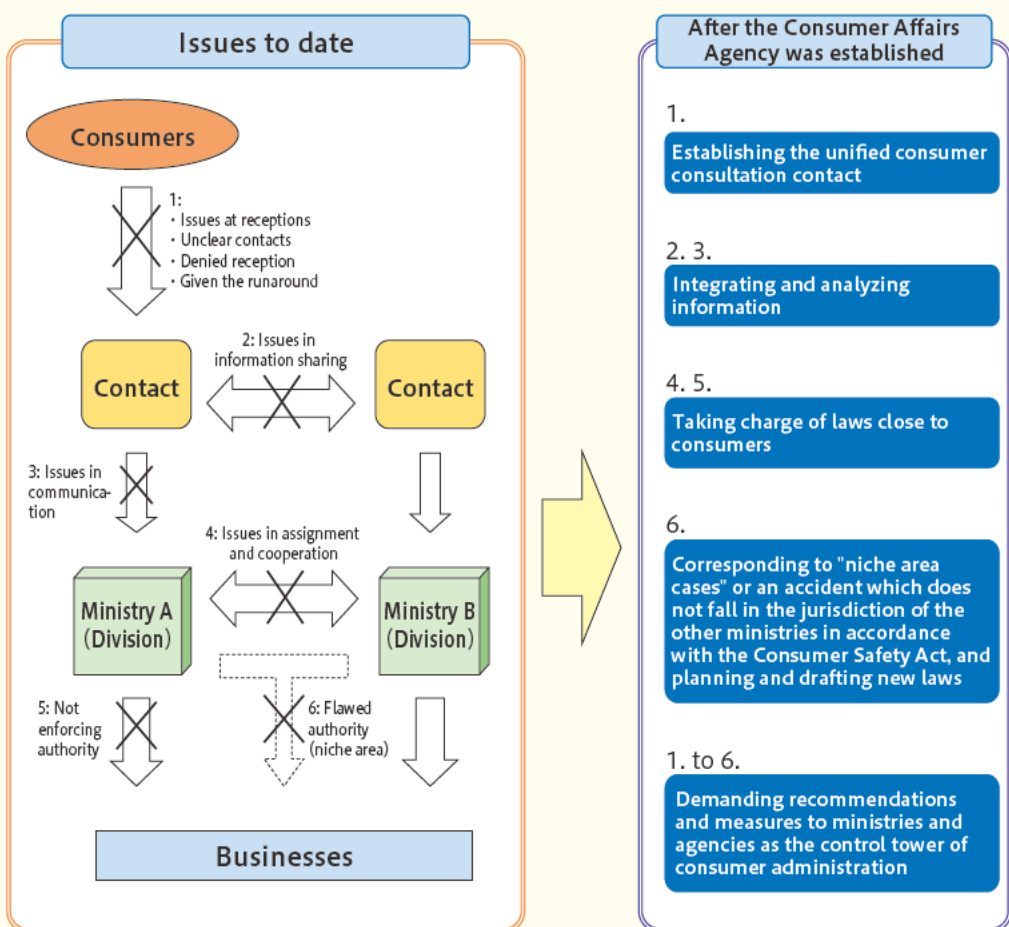 Issues to date
Consumers
1:
・Issues at receptions
・Unclear contacts
・Denied reception
・Given the runaround
2: Issues in
information sharing
Contact
Contact
3: Issues in
communica-
tion
4: Issues in assignment
and cooperation
Ministry A
(Division)
Ministry B
(Division)
5: Not
enforcing
authority
6: Flawed
authority
(niche area)
Businesses
After the Consumer Affairs
Agency was established
1.
Establishing the unified consumer
consultation contact
2. 3.
Integrating and analyzing
information
4. 5.
Taking charge of laws close to
consumers
6.
Corresponding to "niche area
cases" or an accident which does
not fall in the jurisdiction of the
other ministries in accordance
with the Consumer Safety Act, and
planning and drafting new laws
1. to 6.
Demanding recommendations
and measures to ministries and
agencies as the control tower of
consumer administration